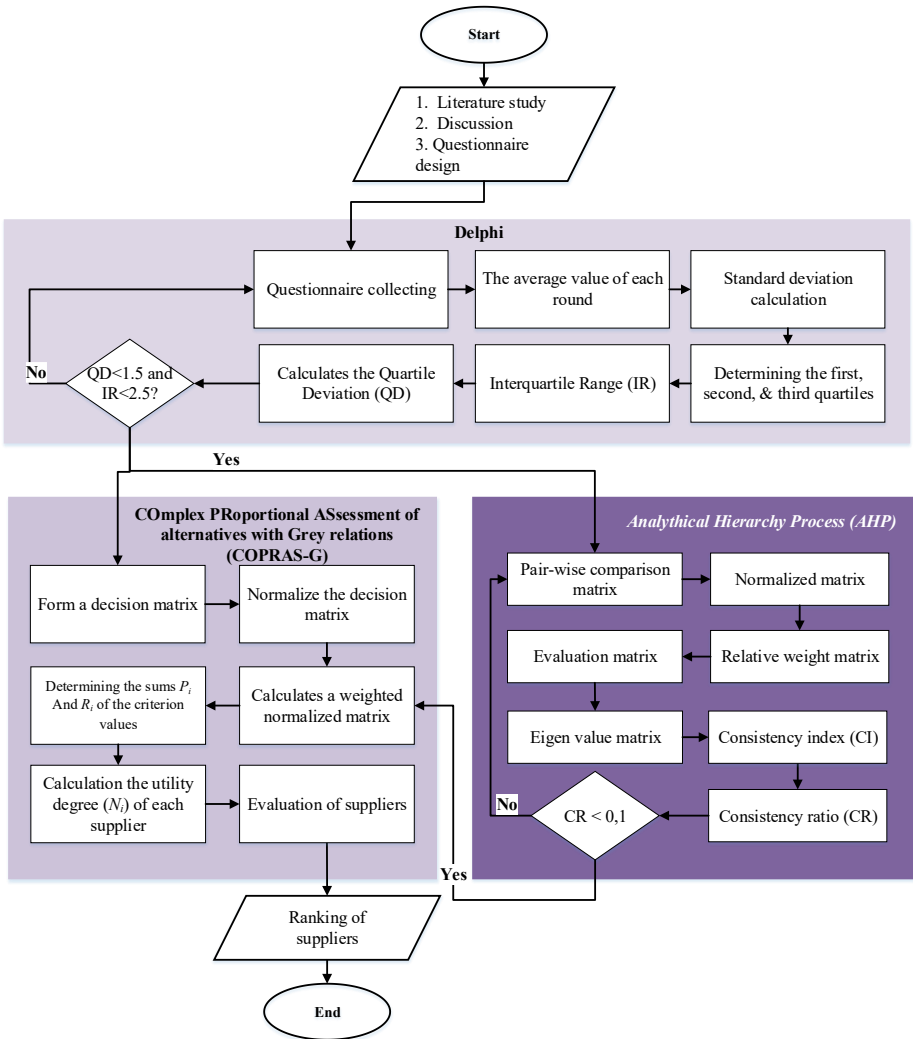 Start
1. Literature study
2. Discussion
3. Questionnaire
design
Delphi
Questionnaire collecting
The average value of each
round
Standard deviation
calculation
No
QD<1.5 and
IR<2.5?
Calculates the Quartile
Deviation (QD)
Interquartile Range (IR)
Determining the first,
second, & third quartiles
Yes
COmplex PRoportional ASsessment of
alternatives with Grey relations
(COPRAS-G)
Form a decision matrix
Normalize the decision
matrix
Determining the sums Pi
And Ri of the criterion
values
Calculates a weighted
normalized matrix
Calculation the utility
degree (Ni) of each
supplier
Evaluation of suppliers
Analythical Hierarchy Process (AHP)
Pair-wise comparison
matrix
Normalized matrix
Evaluation matrix
Relative weight matrix
Eigen value matrix
Consistency index (CI)
No
CR < 0,1
Consistency ratio (CR)
Yes
Ranking of
suppliers
End